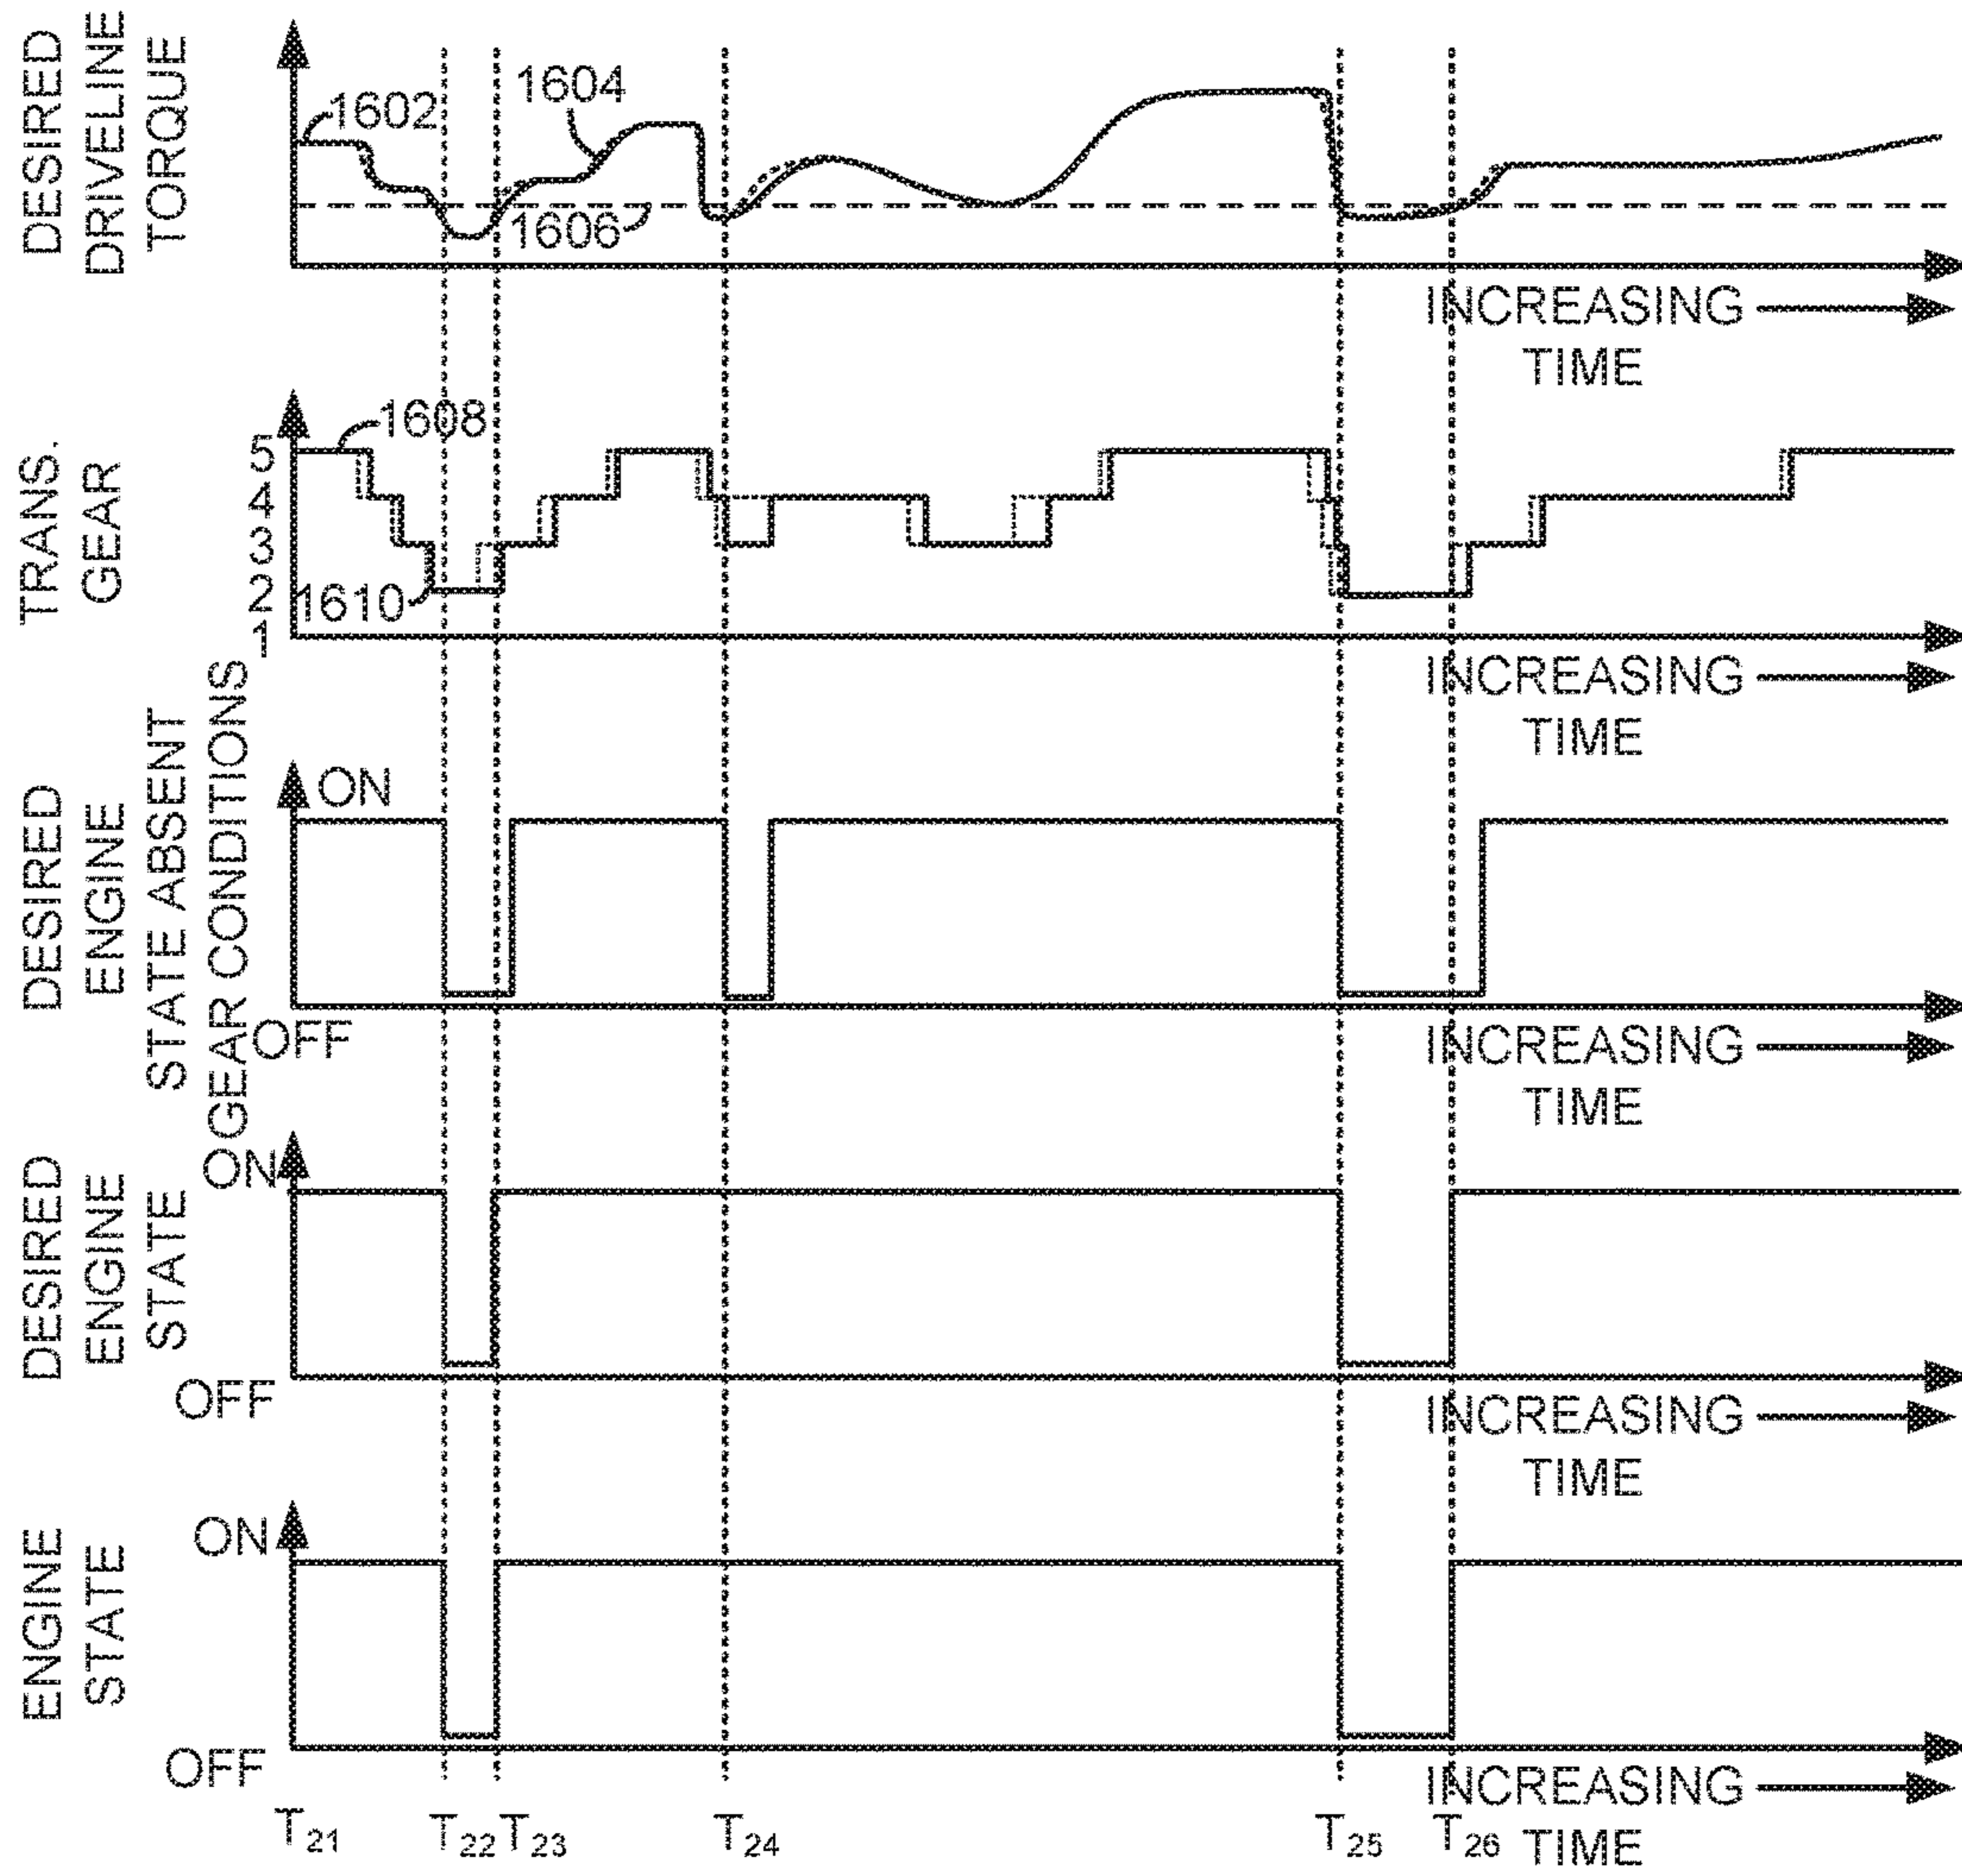 DESIRED
DRIVELINE
TORQUE
1602
1604
1606
INCREASING
TIME
TRANS.
GEAR
1608
5
4
3
2
1
1610
INCREASING
TIME
DESIRED
ENGINE
STATE ABSENT
GEAR CONDITIONS
ON
OFF
INCREASING
TIME
DESIRED
ENGINE
STATE
ON
OFF
INCREASING
TIME
ENGINE
STATE
ON
OFF
INCREASING
TIME
T21 T22 T23 T24 T25 T26